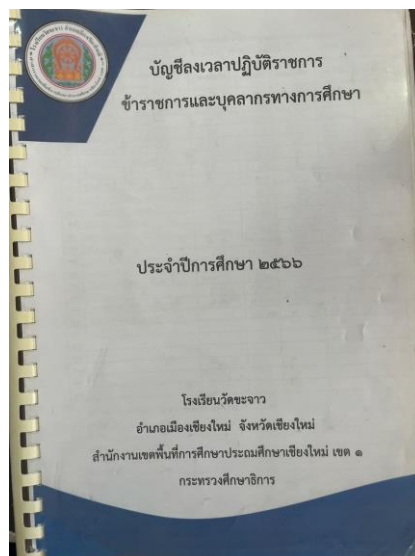 บัญชีลงเวลาปฏิบัติราชการ
ข้าราชการและบุคลากรทางการศึกษา
ประจำปีการศึกษา ๒๕๖๖
โรงเรียนวัดขะจาว
อำเภอเมืองเชียงใหม่ จังหวัดเชียงใหม่
สำนักงานเขตพื้นที่การศึกษาประถมศึกษาเชียงใหม่ เขต ๑
กระทรวงศึกษาธิการ